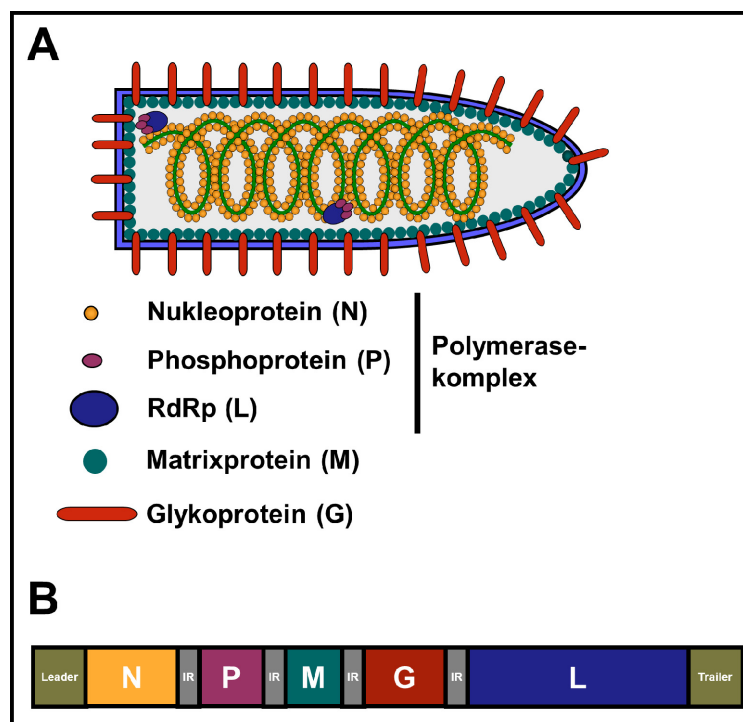 A
Nukleoprotein (N)
Phosphoprotein (P)
RdRp (L)
Polymerase-
komplex
Matrixprotein (M)
Glykoprotein (G)
B
Leader N IR P IR M IR G IR L Trailer